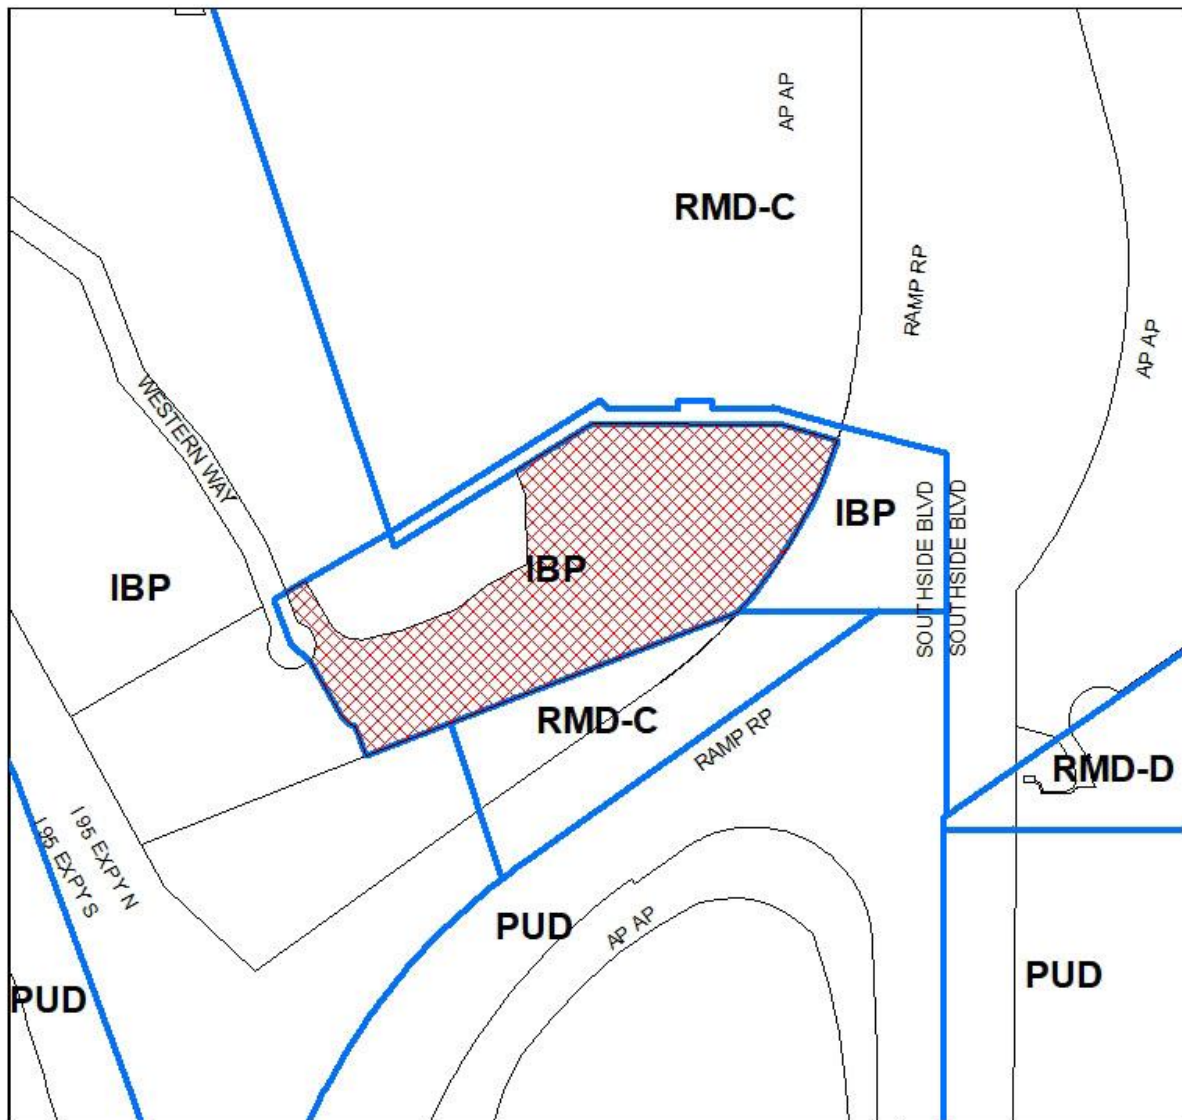 AP AP
RMD-C
RAMP RP
AP AP
WESTERN WAY
IBP
IBP
IBP
SOUTHSIDE BLVD
SOUTHSIDE BLVD
RMD-C
RAMP RP
RMD-D
I 95 EXPY N
I 95 EXPY S
PUD
AP AP
PUD
PUD